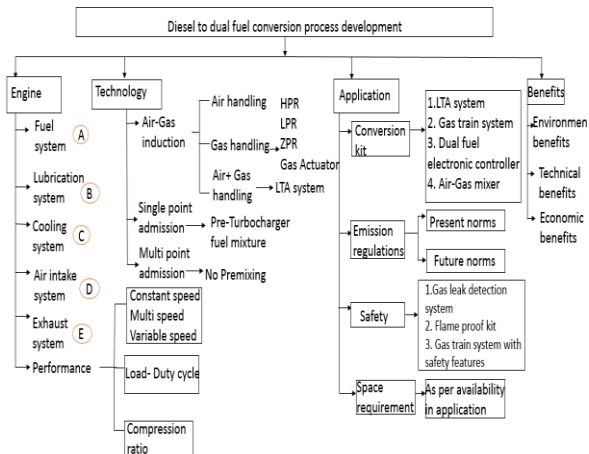 Diesel to dual fuel conversion process development
Engine
Fuel
system
A
Lubrication
system
B
Cooling
system
C
Air intake
system
D
Exhaust
system
E
Performance
Constant speed
Multi speed
Variable speed
Load- Duty cycle
Compression
ratio
Technology
Air-Gas
induction
Air handling
Gas handling
HPR
LPR
ZPR
Gas Actuator
Air+ Gas
handling
LTA system
Single point
admission
Pre-Turbocharger
fuel mixture
Multi point
admission
No Premixing
Application
Conversion
kit
1.LTA system
2. Gas train system
3. Dual fuel
electronic controller
4. Air-Gas mixer
Emission
regulations
Present norms
Future norms
Safety
1.Gas leak detection
system
2. Flame proof kit
3. Gas train system with
safety features
Space
requirement
As per availability
in application
Benefits
Environmen
benefits
Technical
benefits
Economic
benefits